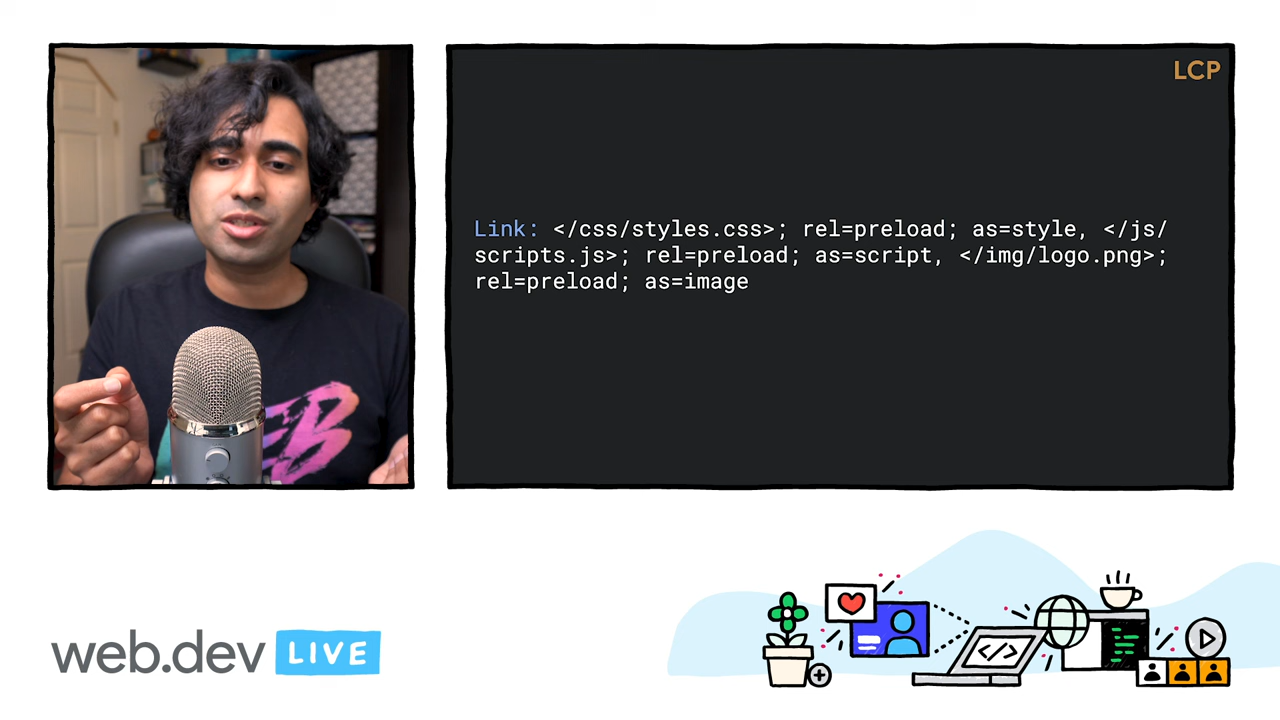 LCP
Link: </css/styles.css>; rel=preload; as=style, </js/
scripts.js>; rel=preload; as=script, </img/logo.png>;
rel=preload; as=image
EB
web.dev LIVE
</>